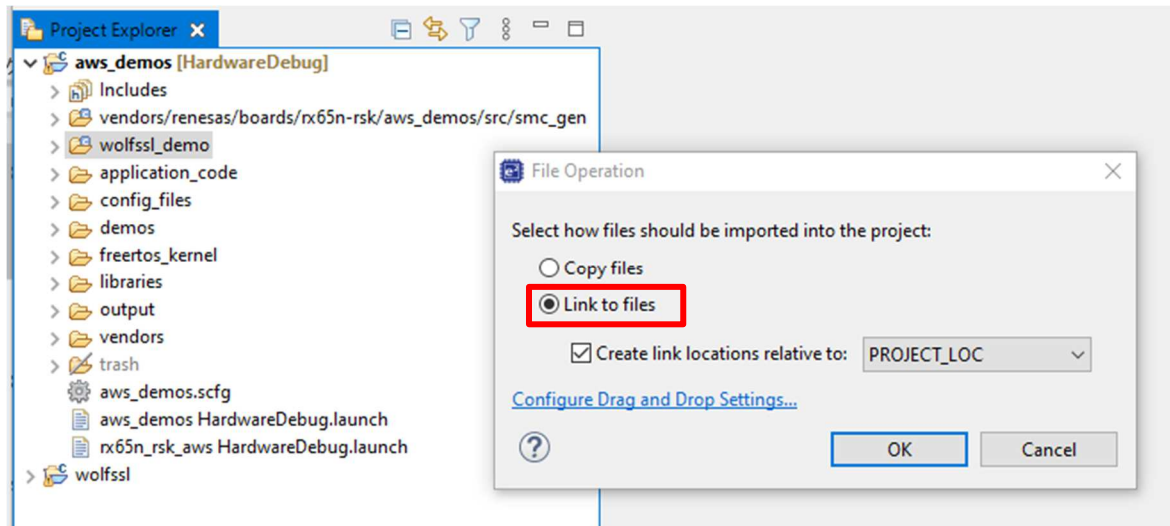 Project Explorer
aws_demos [HardwareDebug]
Includes
vendors/renesas/boards/rx65n-rsk/aws_demos/src/smc_gen
wolfssl_demo
application_code
config_files
demos
freertos_kernel
libraries
output
vendors
trash
aws_demos.scfg
aws_demos HardwareDebug.launch
rx65n_rsk_aws HardwareDebug.launch
wolfssl
File Operation
Select how files should be imported into the project:
Copy files
Link to files
Create link locations relative to: PROJECT_LOC
Configure Drag and Drop Settings...
OK Cancel